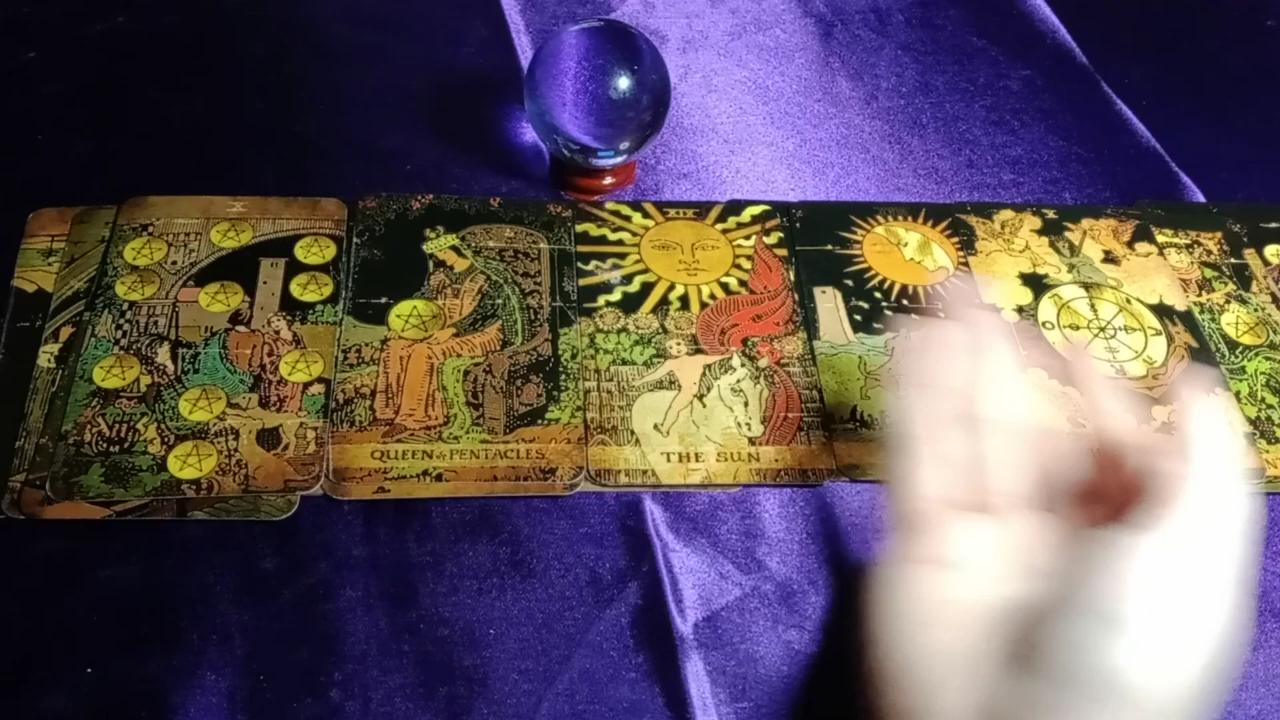 X
QUEEN of PENTACLES.
XIX
THE SUN .
X